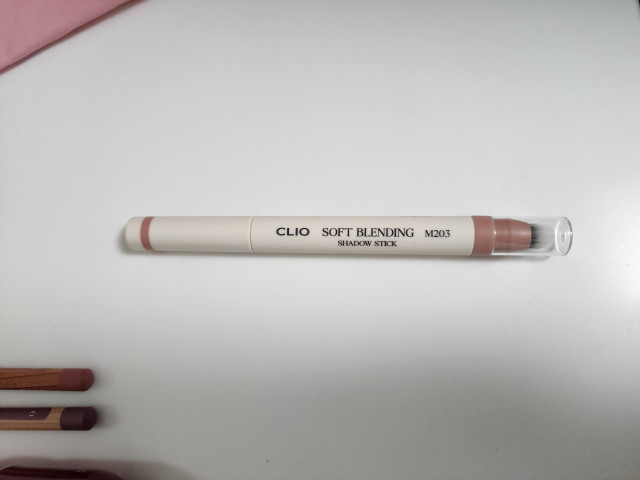 CLIO SOFT BLENDING M203
SHADOW STICK